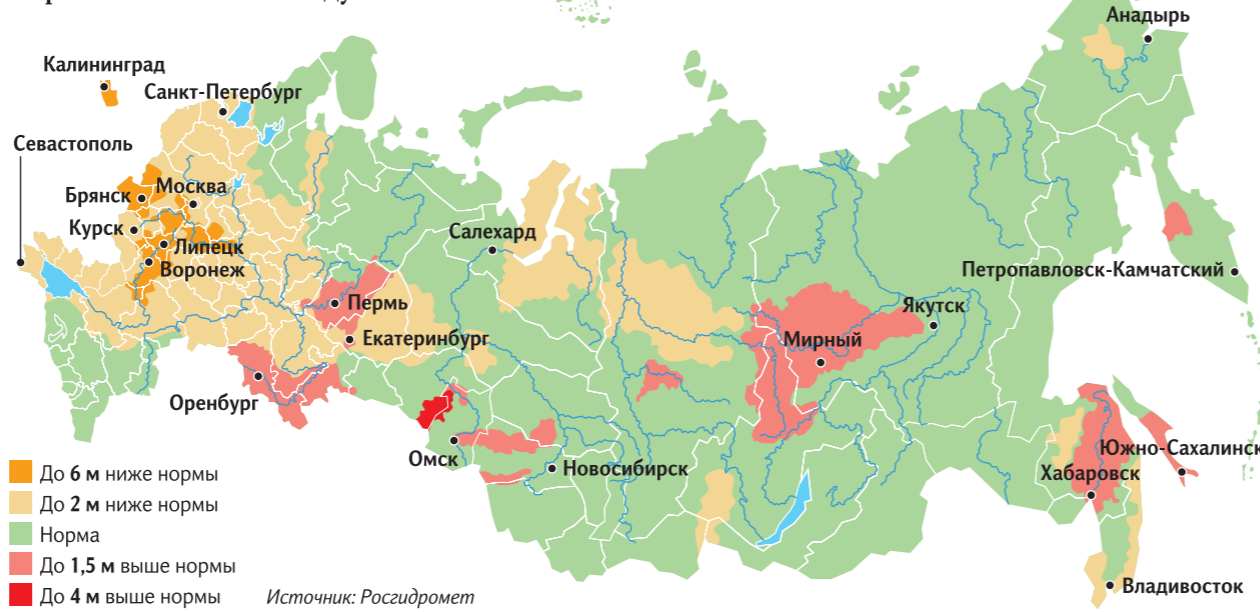 Анадырь
Калининград
Санкт-Петербург
Севастополь
Брянск
Москва
Курск
Липецк
Воронеж
Салехард
Петропавловск-Камчатский
Пермь
Якутск
Екатеринбург
Мирный
Оренбург
Омск
Новосибирск
Южно-Сахалинск
Хабаровск
Владивосток
До 6 м ниже нормы
До 2 м ниже нормы
Норма
До 1,5 м выше нормы
До 4 м выше нормы
Источник: Росгидромет